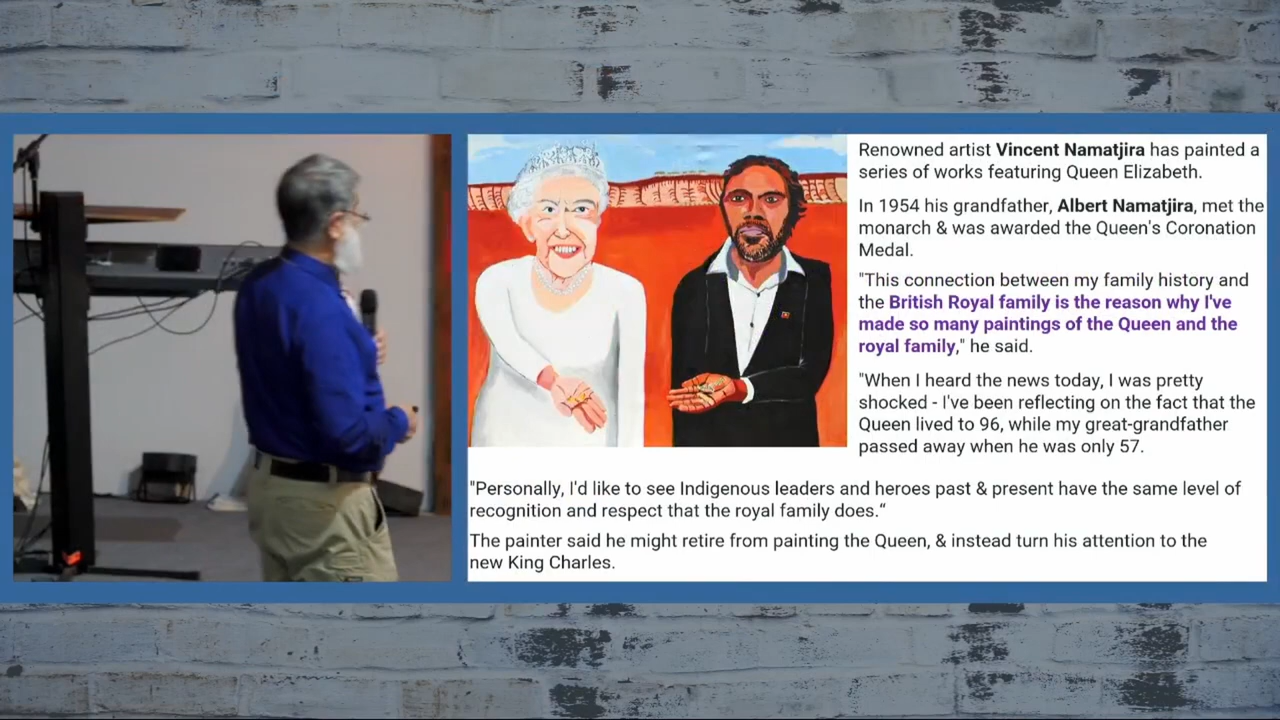 Renowned artist Vincent Namatjira has painted a
series of works featuring Queen Elizabeth.
In 1954 his grandfather, Albert Namatjira, met the
monarch & was awarded the Queen's Coronation
Medal.
"This connection between my family history and
the British Royal family is the reason why I've
made so many paintings of the Queen and the
royal family," he said.
"When I heard the news today, I was pretty
shocked - I've been reflecting on the fact that the
Queen lived to 96, while my great-grandfather
passed away when he was only 57.
"Personally, I'd like to see Indigenous leaders and heroes past & present have the same level of
recognition and respect that the royal family does.“
The painter said he might retire from painting the Queen, & instead turn his attention to the
new King Charles.